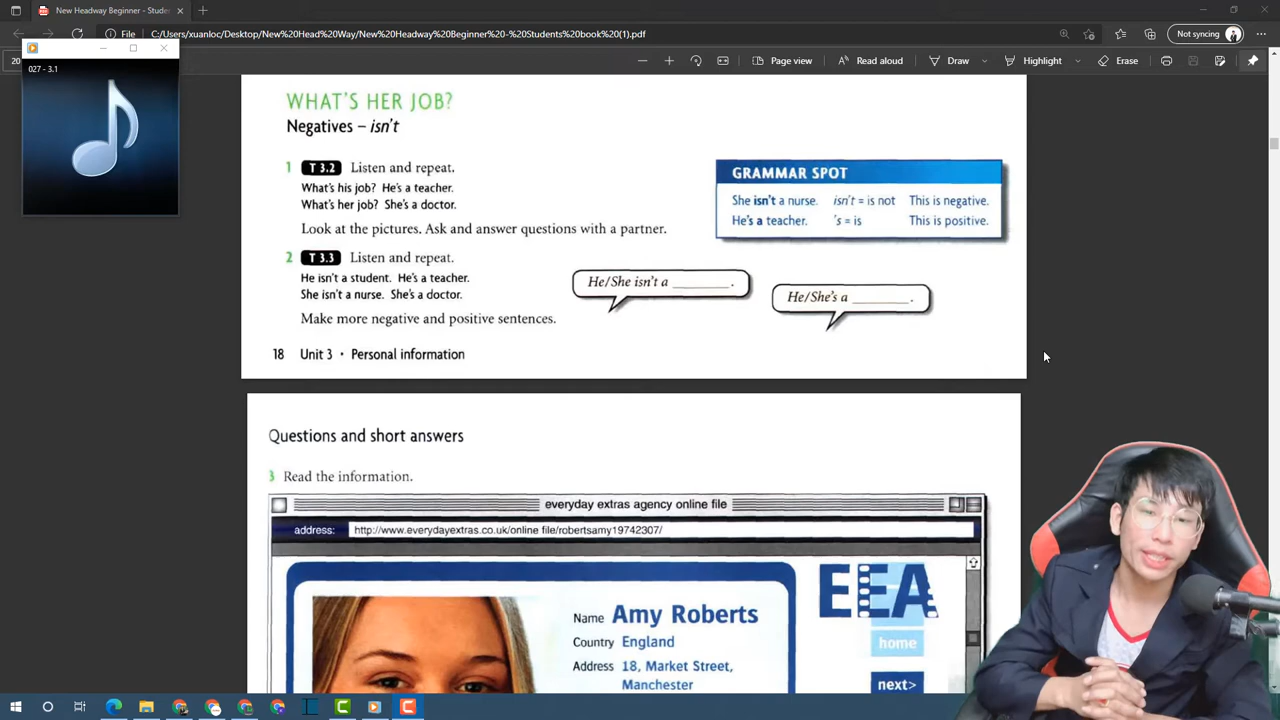 New Headway Beginner - Stude
File
C:/Users/xuanloc/Desktop/New%20Head%20Way/New%20Headway%20Beginner%20-%20Students%20book%20(1).pdf
Not syncing
20
Page view
Read aloud
Draw
Highlight
Erase
027 - 3.1
WHAT'S HER JOB?
Negatives – isn't
1 T 3.2 Listen and repeat.
What's his job? He's a teacher.
What's her job? She's a doctor.
Look at the pictures. Ask and answer questions with a partner.
GRAMMAR SPOT
She isn't a nurse. isn't = is not This is negative.
He's a teacher. 's = is This is positive.
2 T 3.3 Listen and repeat.
He isn't a student. He's a teacher.
She isn't a nurse. She's a doctor.
Make more negative and positive sentences.
He/She isn't a ________ .
He/She's a ________ .
18 Unit 3 • Personal information
Questions and short answers
3 Read the information.
everyday extras agency online file
address: http://www.everydayextras.co.uk/online file/robertsamy19742307/
Name Amy Roberts
Country England
Address 18, Market Street,
Manchester
EEA
home
next>